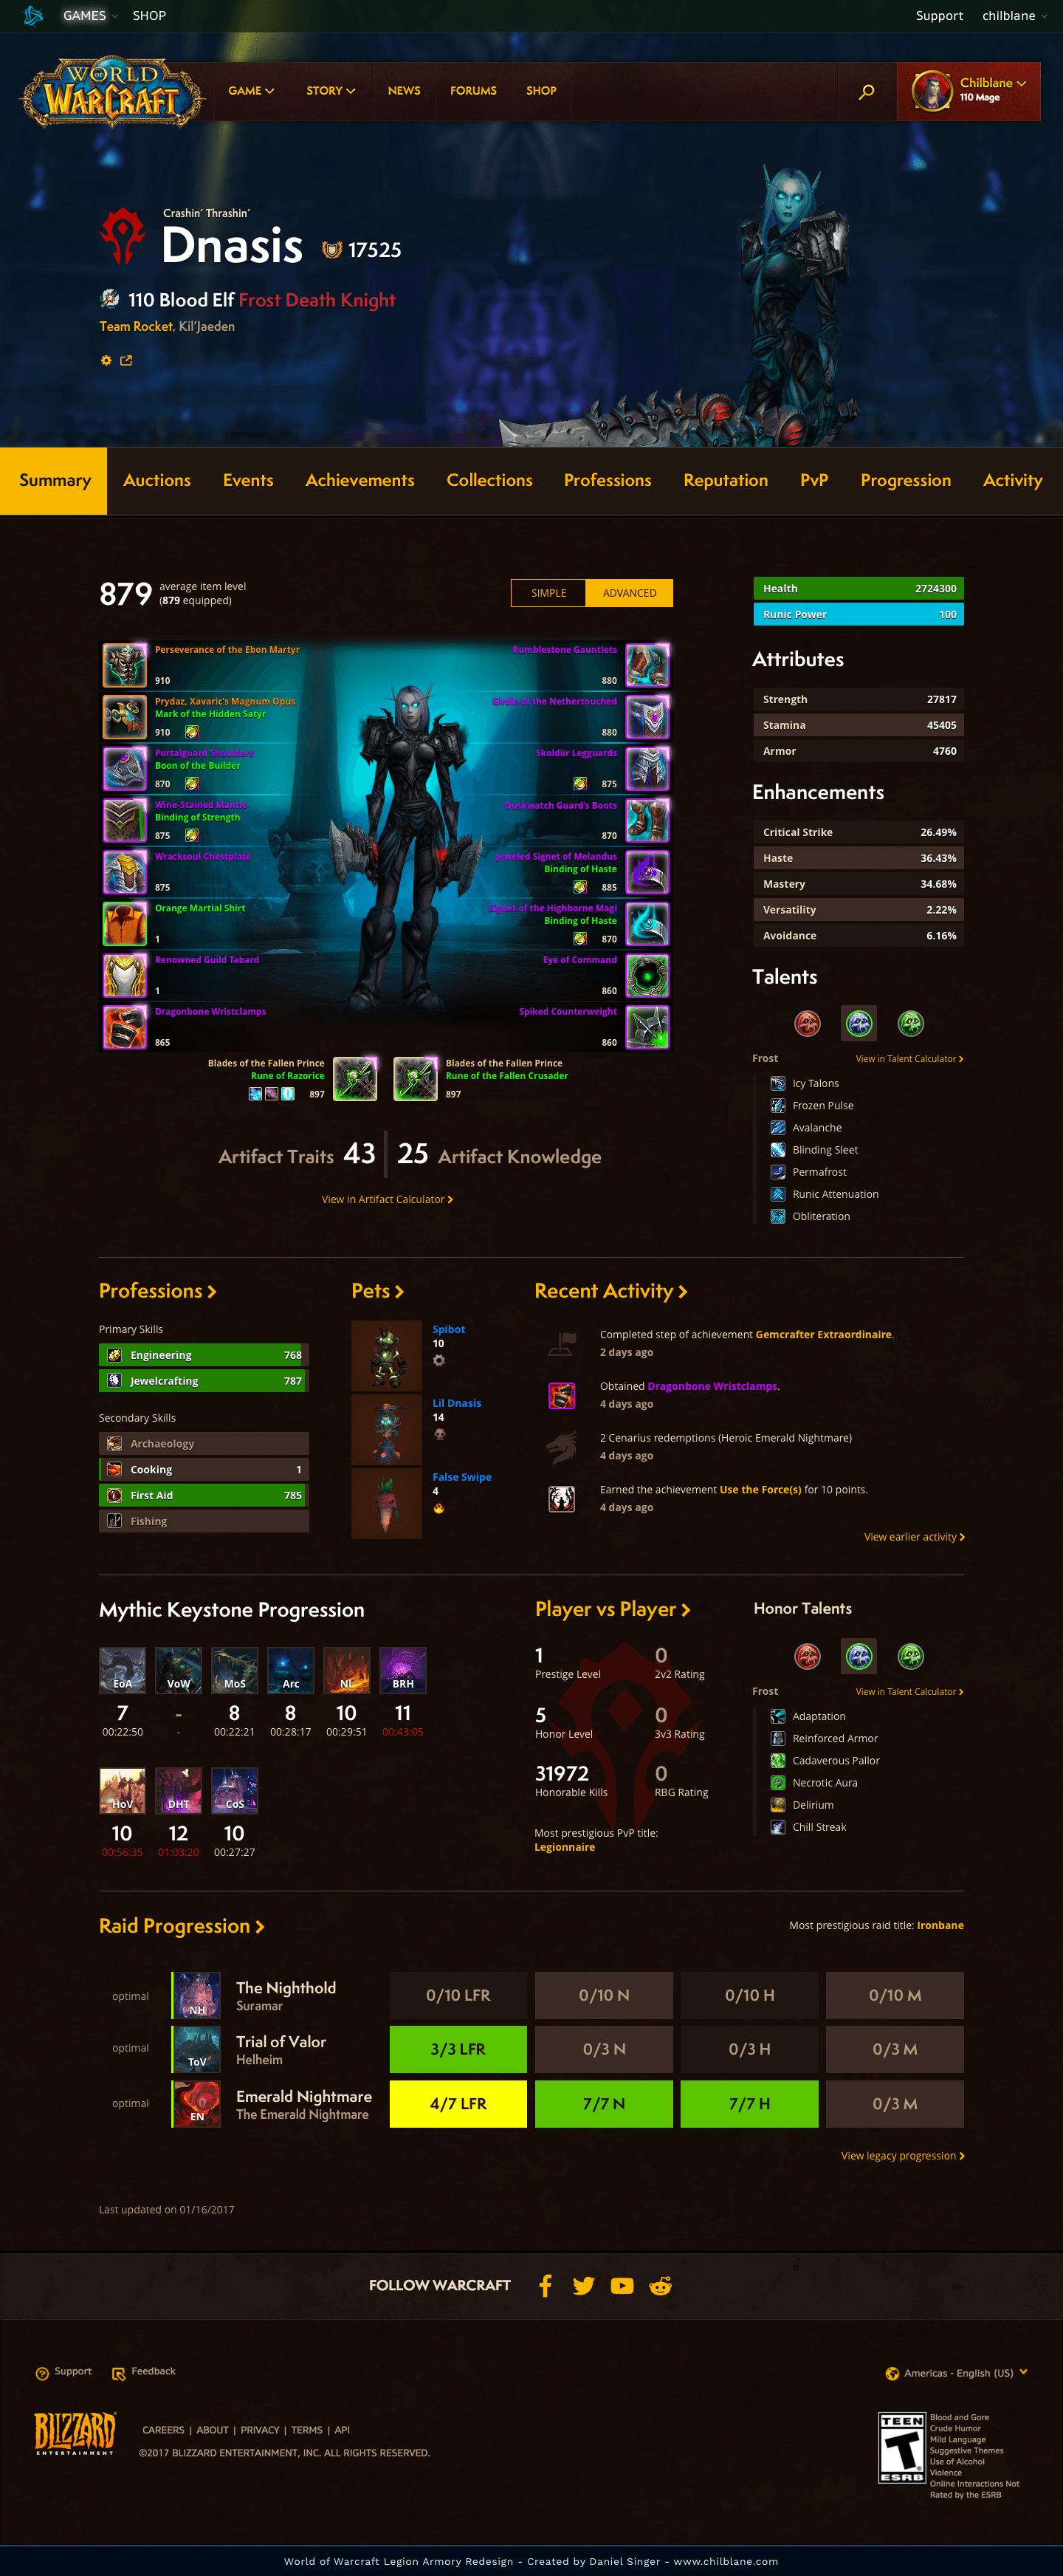 GAMES SHOP Support chilblane
WORLD OF WARCRAFT
GAME STORY NEWS FORUMS SHOP
Chilblane
110 Mage
Crashin' Thrashin'
Dnasis 17525
110 Blood Elf Frost Death Knight
Team Rocket, Kil'Jaeden
Summary Auctions Events Achievements Collections Professions Reputation PvP Progression Activity
879 average item level
(879 equipped)
SIMPLE ADVANCED
Perseverance of the Ebon Martyr
910
Prydaz, Xavaric's Magnum Opus
Mark of the Hidden Satyr
910
Portalguard Shoulders
Boon of the Builder
870
Wine-Stained Mantle
Binding of Strength
875
Wracksoul Chestplate
875
Orange Martial Shirt
1
Renowned Guild Tabard
1
Dragonbone Wristclamps
865
Rumblestone Gauntlets
880
Girdle of the Nethertouched
880
Skoldiir Legguards
875
Duskwatch Guard's Boots
870
Jeweled Signet of Melandus
Binding of Haste
885
Signet of the Highborne Magi
Binding of Haste
870
Eye of Command
860
Spiked Counterweight
860
Blades of the Fallen Prince
Rune of Razorice
897
Blades of the Fallen Prince
Rune of the Fallen Crusader
897
Artifact Traits 43 25 Artifact Knowledge
View in Artifact Calculator
Health 2724300
Runic Power 100
Attributes
Strength 27817
Stamina 45405
Armor 4760
Enhancements
Critical Strike 26.49%
Haste 36.43%
Mastery 34.68%
Versatility 2.22%
Avoidance 6.16%
Talents
Frost View in Talent Calculator
Icy Talons
Frozen Pulse
Avalanche
Blinding Sleet
Permafrost
Runic Attenuation
Obliteration
Professions
Primary Skills
Engineering 768
Jewelcrafting 787
Secondary Skills
Archaeology
Cooking 1
First Aid 785
Fishing
Pets
Spibot
10
Lil Dnasis
14
False Swipe
4
Recent Activity
Completed step of achievement Gemcrafter Extraordinaire.
2 days ago
Obtained Dragonbone Wristclamps.
4 days ago
2 Cenarius redemptions (Heroic Emerald Nightmare)
4 days ago
Earned the achievement Use the Force(s) for 10 points.
4 days ago
View earlier activity
Mythic Keystone Progression
EoA VoW MoS Arc NL BRH
7 - 8 8 10 11
00:22:50 - 00:22:21 00:28:17 00:29:51 00:43:05
HoV DHT CoS
10 12 10
00:56:35 01:03:20 00:27:27
Player vs Player
1 0
Prestige Level 2v2 Rating
5 0
Honor Level 3v3 Rating
31972 0
Honorable Kills RBG Rating
Most prestigious PvP title:
Legionnaire
Honor Talents
Frost View in Talent Calculator
Adaptation
Reinforced Armor
Cadaverous Pallor
Necrotic Aura
Delirium
Chill Streak
Raid Progression Most prestigious raid title: Ironbane
optimal NH The Nighthold
Suramar
0/10 LFR 0/10 N 0/10 H 0/10 M
optimal ToV Trial of Valor
Helheim
3/3 LFR 0/3 N 0/3 H 0/3 M
optimal EN Emerald Nightmare
The Emerald Nightmare
4/7 LFR 7/7 N 7/7 H 0/3 M
View legacy progression
Last updated on 01/16/2017
FOLLOW WARCRAFT
Support Feedback Americas - English (US)
BLIZZARD
ENTERTAINMENT
CAREERS | ABOUT | PRIVACY | TERMS | API
©2017 BLIZZARD ENTERTAINMENT, INC. ALL RIGHTS RESERVED.
TEEN
T
ESRB
Blood and Gore
Crude Humor
Mild Language
Suggestive Themes
Use of Alcohol
Violence
Online Interactions Not
Rated by the ESRB
World of Warcraft Legion Armory Redesign - Created by Daniel Singer - www.chilblane.com